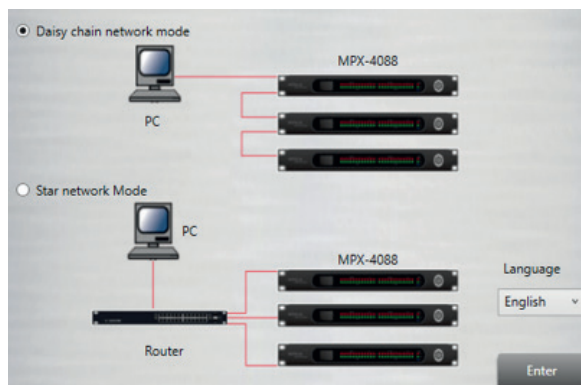 Daisy chain network mode
MPX-4088
PC
Star network Mode
PC
MPX-4088
Language
English
Router
Enter